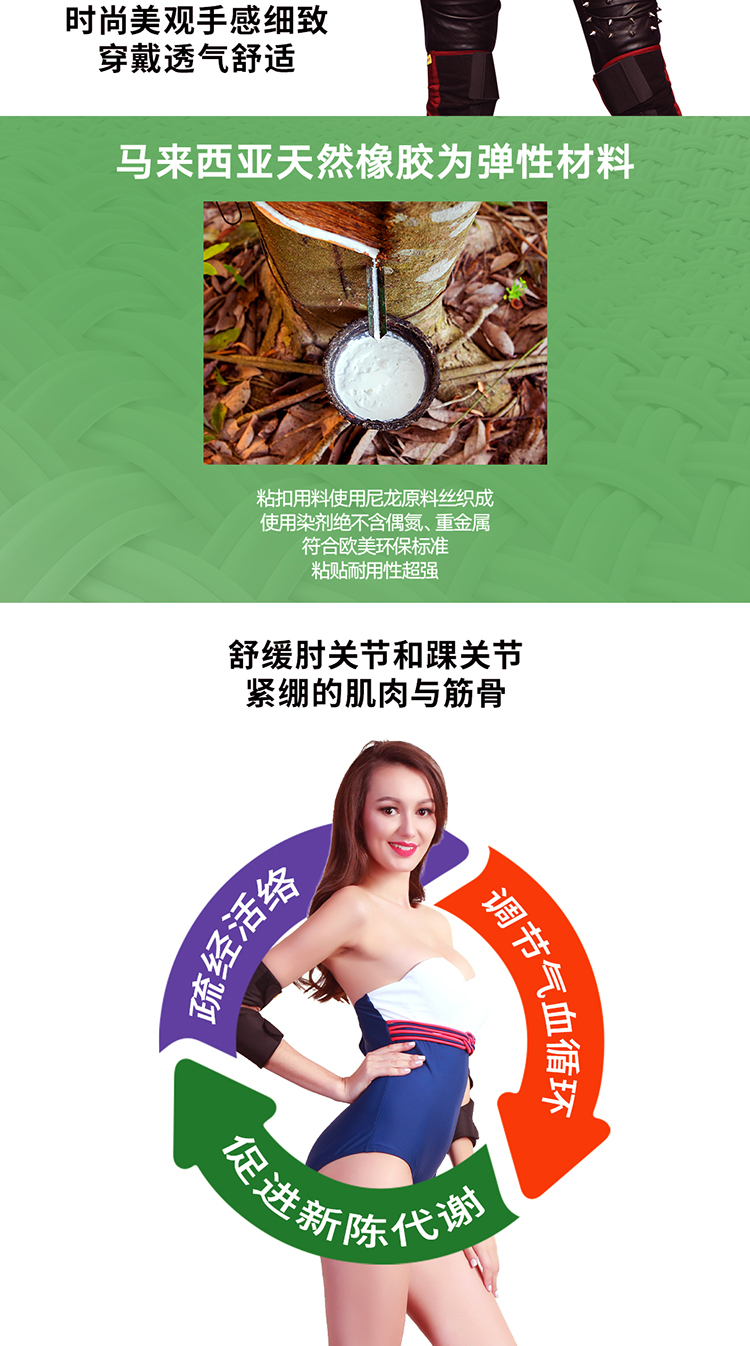 时尚美观手感细致
穿戴透气舒适
马来西亚天然橡胶为弹性材料
粘扣用料使用尼龙原料丝织成
使用染剂绝不含偶氮、重金属
符合欧美环保标准
粘贴耐用性超强
舒缓肘关节和踝关节
紧绷的肌肉与筋骨
疏经活络
调节气血循环
促进新陈代谢